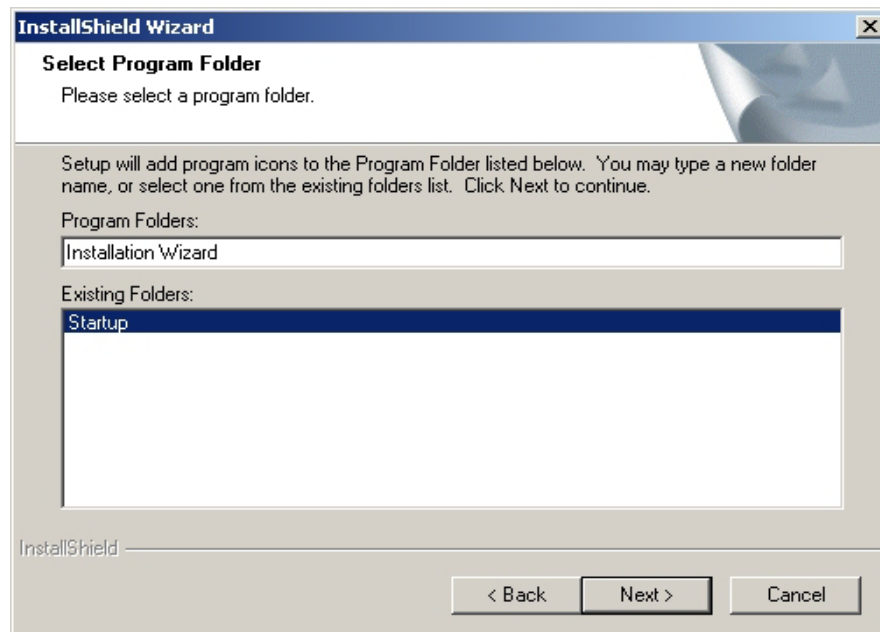 InstallShield Wizard
Select Program Folder
Please select a program folder.
Setup will add program icons to the Program Folder listed below.  You may type a new folder
name, or select one from the existing folders list.  Click Next to continue.
Program Folders:
Installation Wizard
Existing Folders:
Startup
InstallShield
< Back
Next >
Cancel